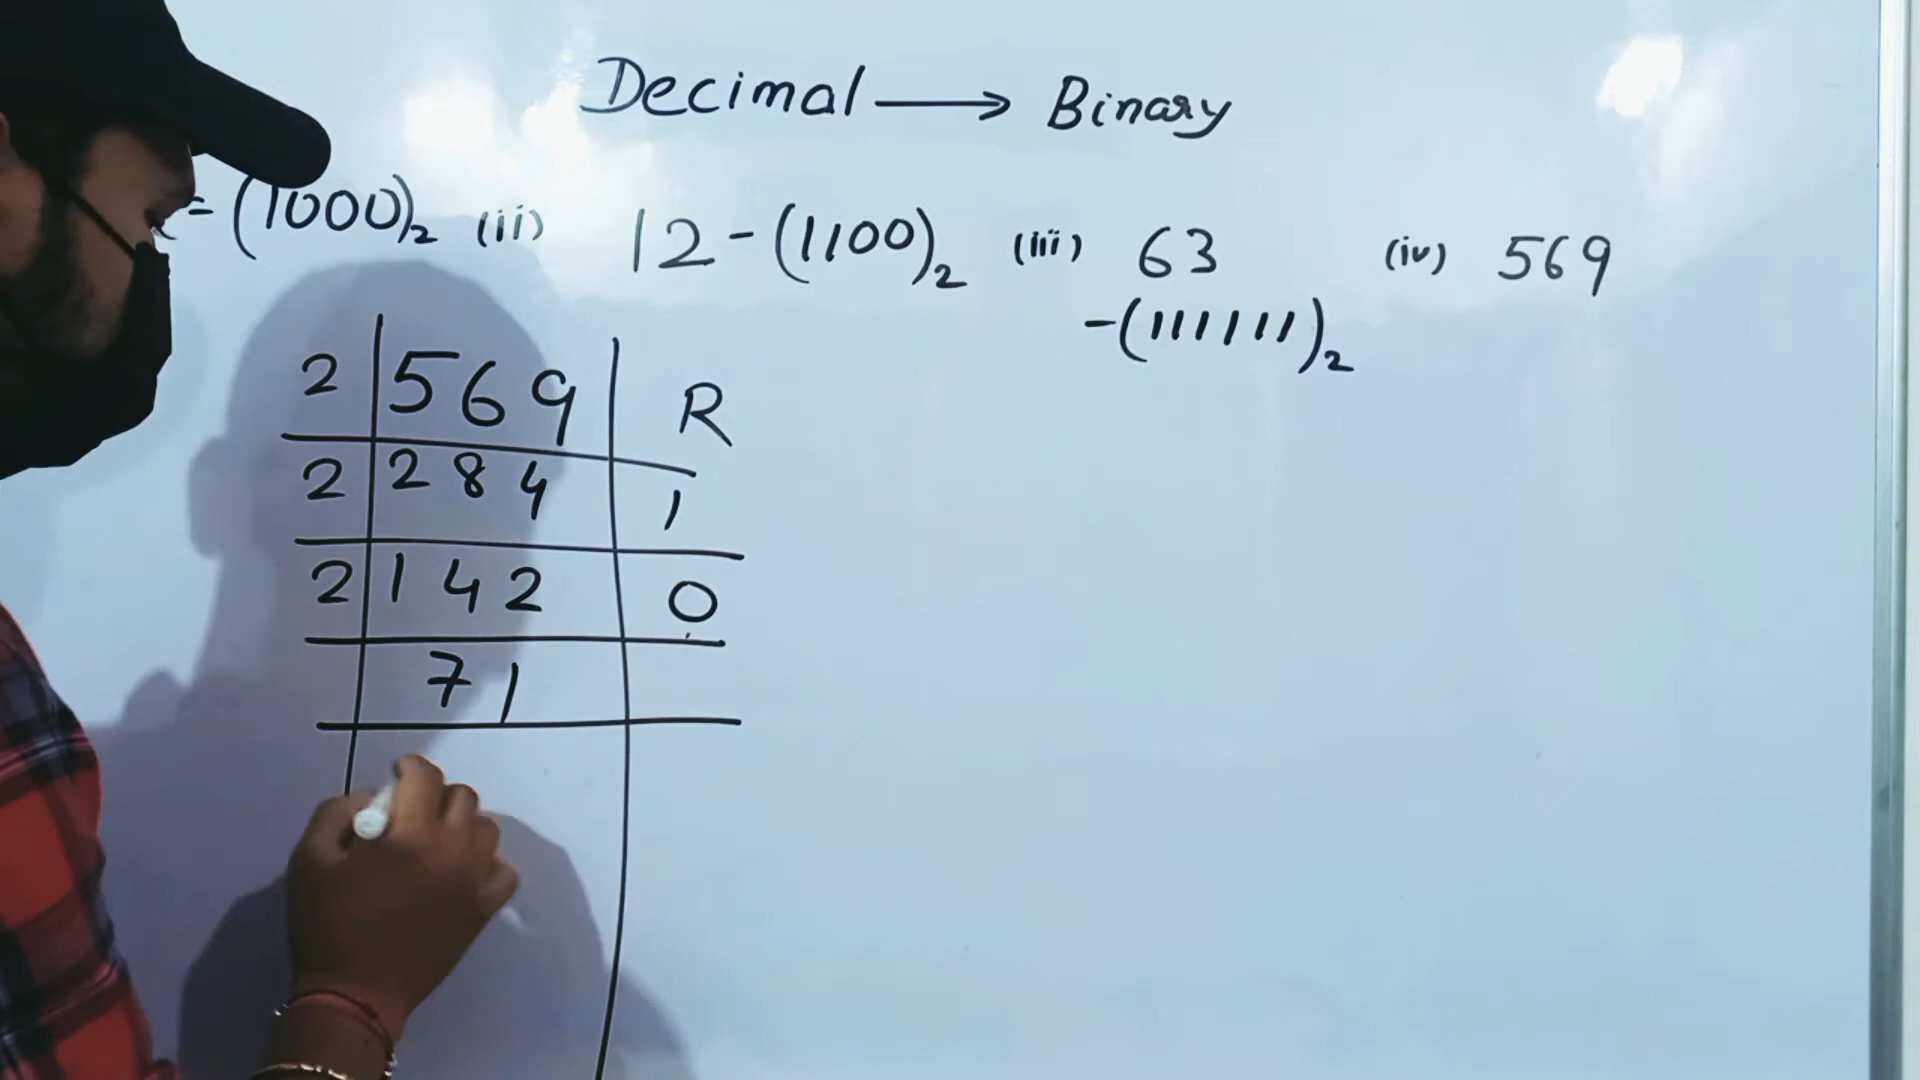 Decimal → Binary
= (1000)₂ (ii) 12 - (1100)₂ (iii) 63 (iv) 569
-(111111)₂
2 569 R
2 284 1
2 142 0
71